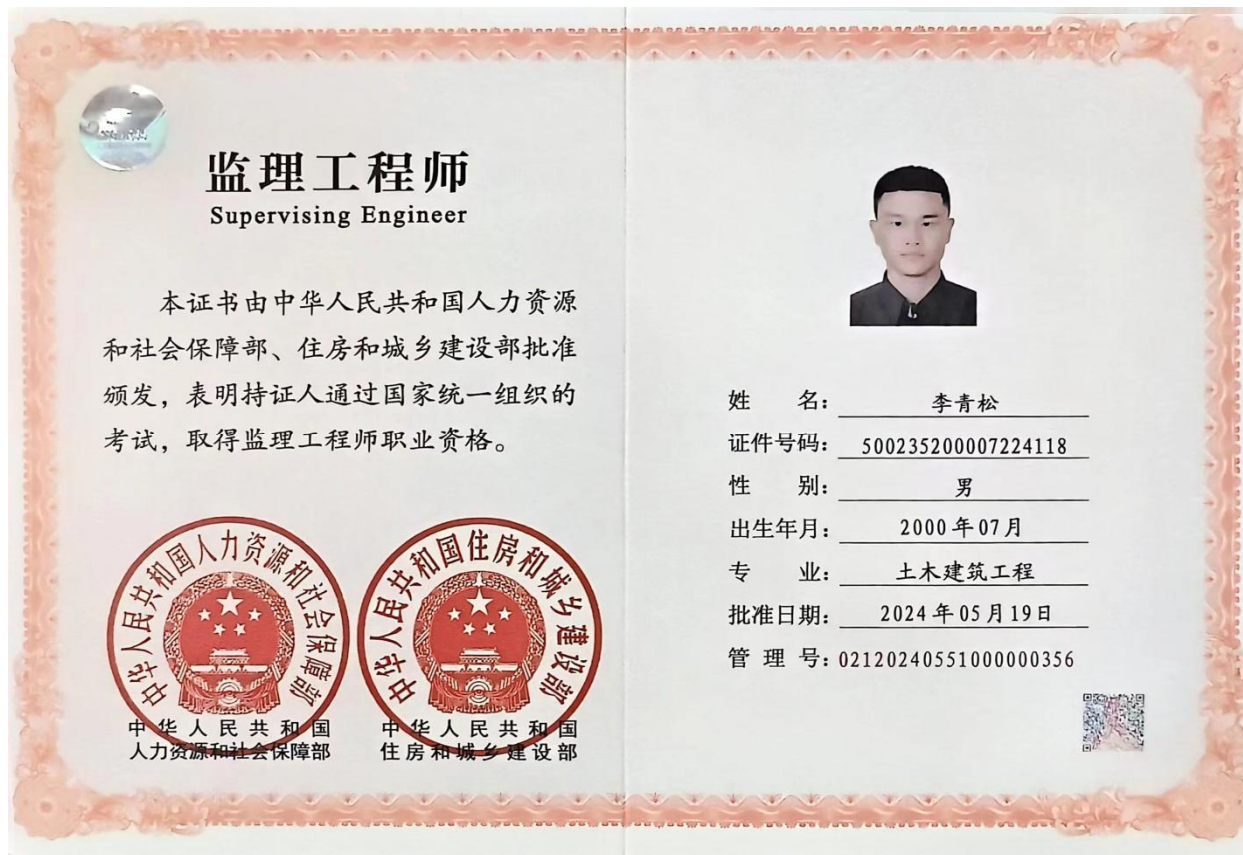 监理工程师
Supervising Engineer
本证书由中华人民共和国人力资源
和社会保障部、住房和城乡建设部批准
颁发，表明持证人通过国家统一组织的
考试，取得监理工程师职业资格。
中华人民共和国人力资源和社会保障部
中华人民共和国住房和城乡建设部
中华人民共和国
人力资源和社会保障部
中华人民共和国
住房和城乡建设部
姓 名：李青松
证件号码：500235200007224118
性 别：男
出生年月：2000年07月
专 业：土木建筑工程
批准日期：2024年05月19日
管 理 号：02120240551000000356